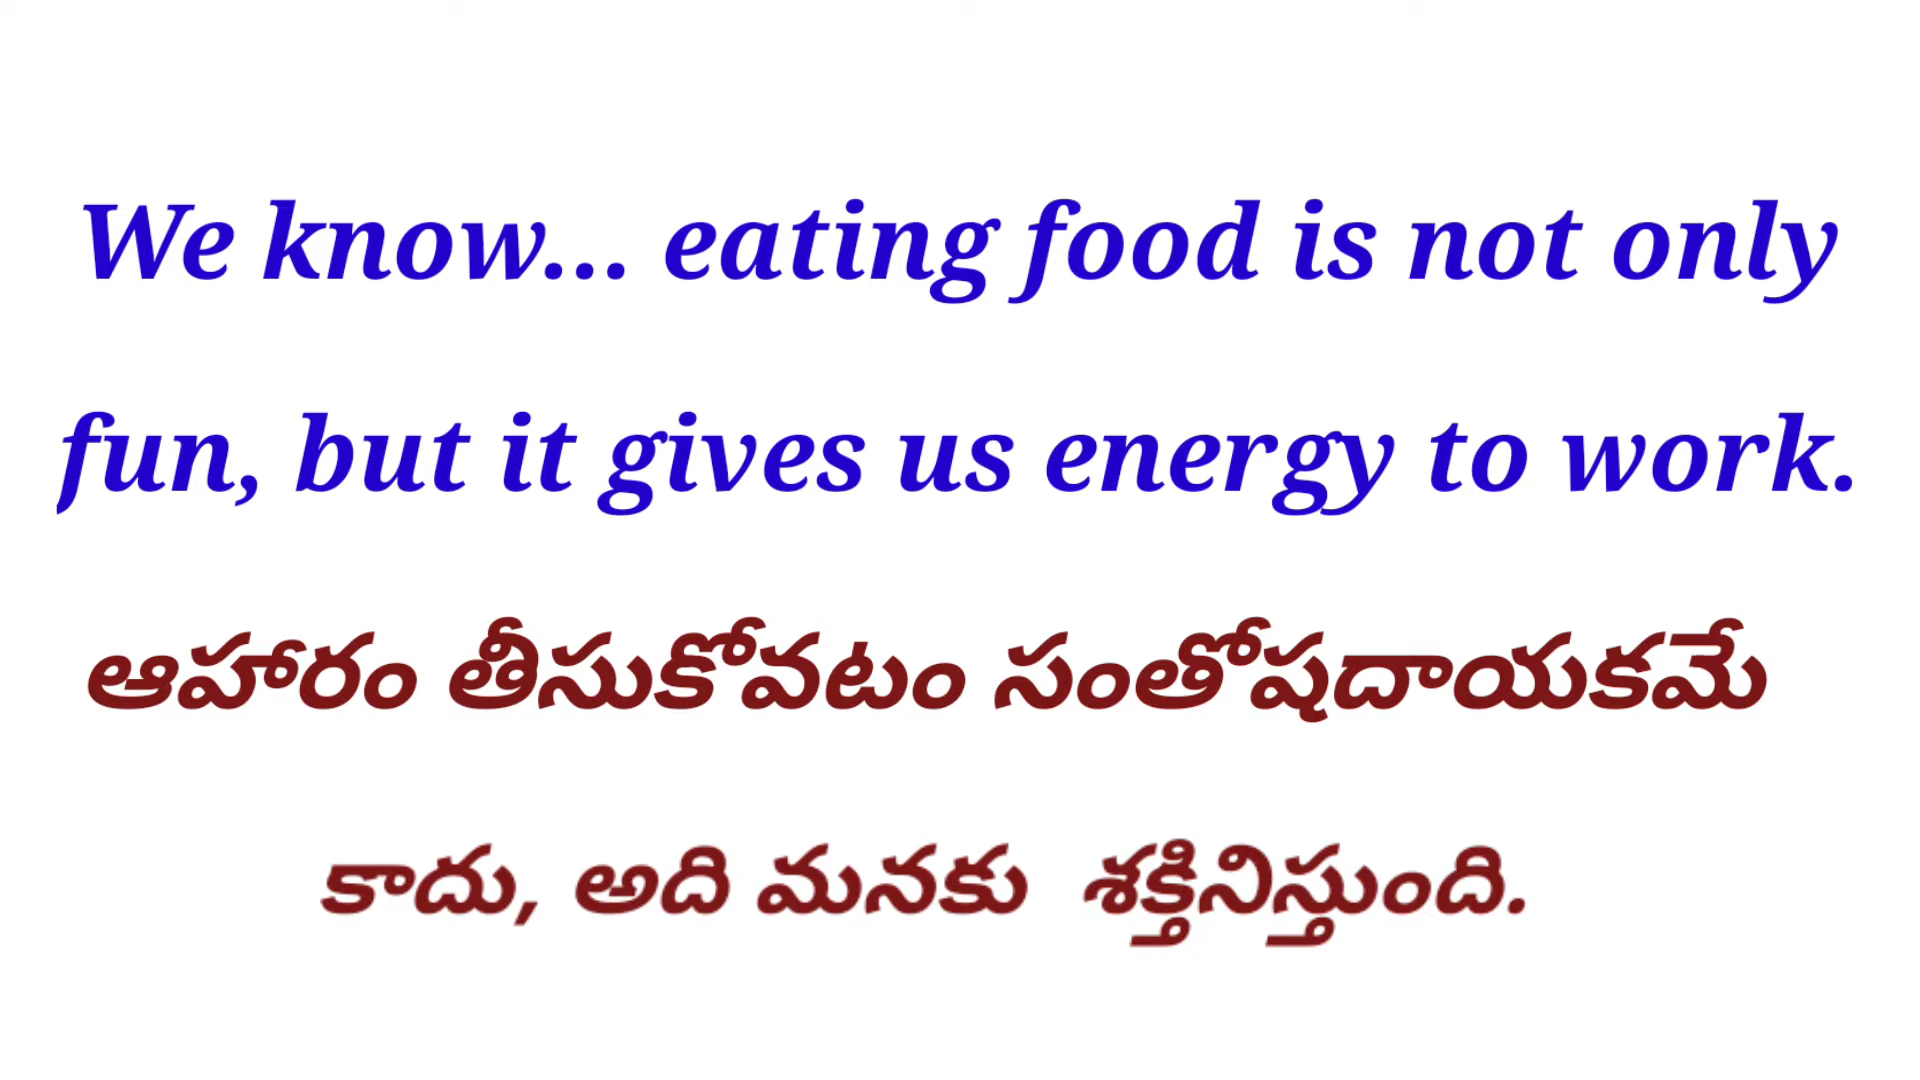 We know... eating food is not only
fun, but it gives us energy to work.
ఆహారం తీసుకోవటం సంతోషదాయకమే
కాదు, అది మనకు శక్తినిస్తుంది.